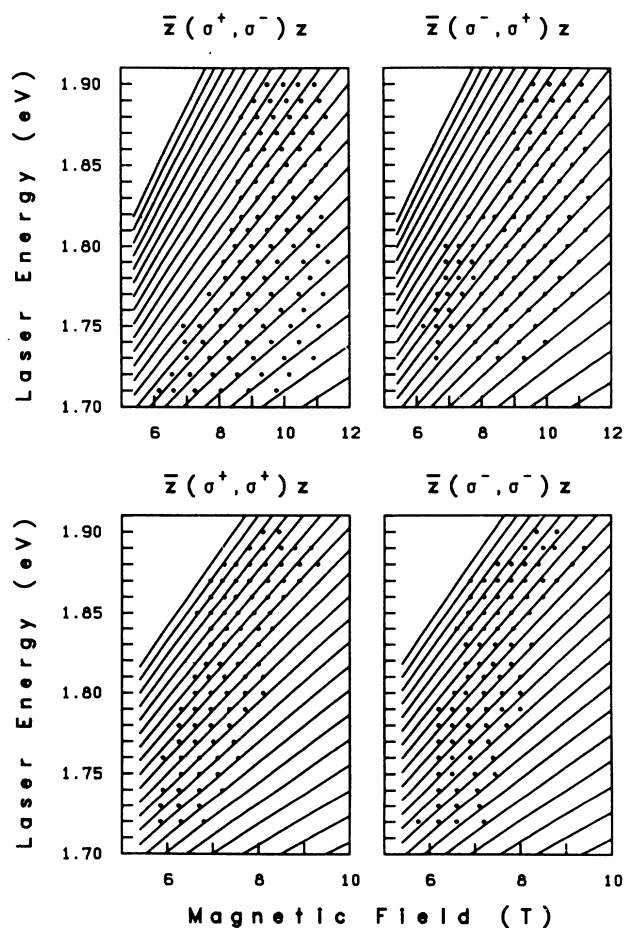 z̅(σ⁺,σ⁻)z z̅(σ⁻,σ⁺)z
Laser Energy (eV)
1.90
1.85
1.80
1.75
1.70
6 8 10 12 6 8 10 12
z̅(σ⁺,σ⁺)z z̅(σ⁻,σ⁻)z
Laser Energy (eV)
1.90
1.85
1.80
1.75
1.70
6 8 10 6 8 10
Magnetic Field (T)